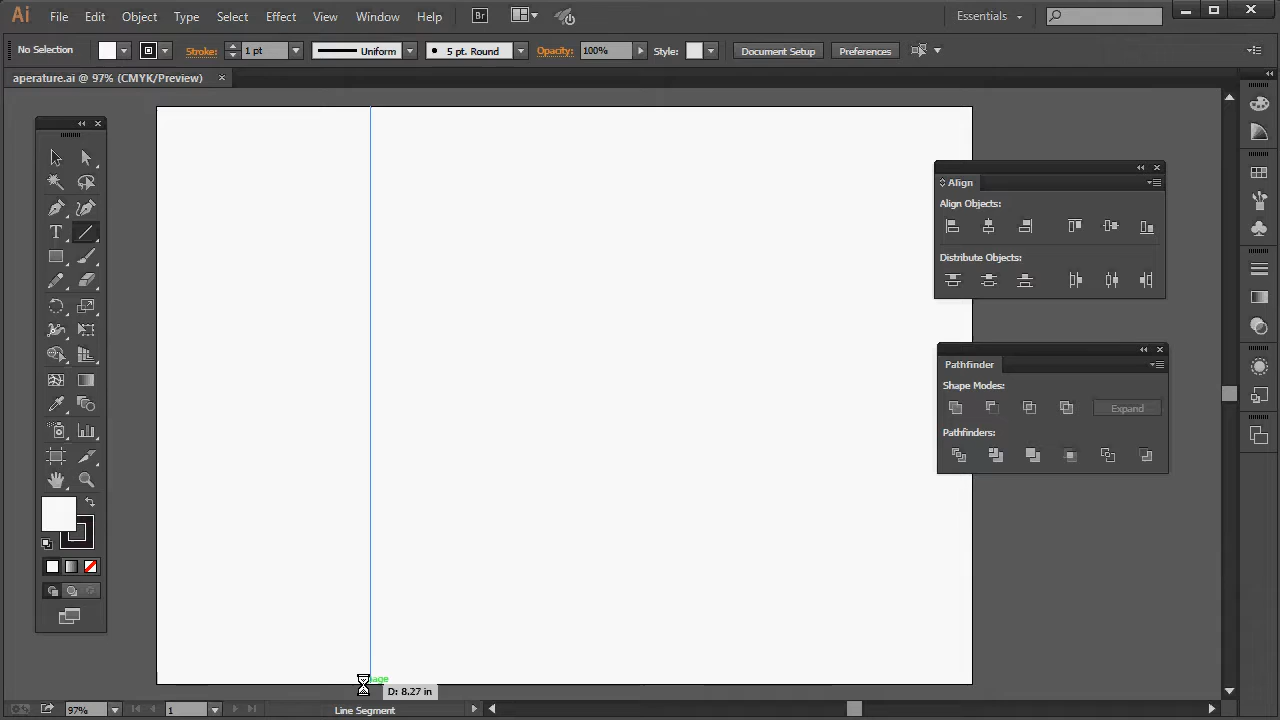 Ai File Edit Object Type Select Effect View Window Help Br Essentials
No Selection Stroke: 1 pt Uniform 5 pt. Round Opacity: 100% Style: Document Setup Preferences
aperature.ai @ 97% (CMYK/Preview)
Align
Align Objects:
Distribute Objects:
Pathfinder
Shape Modes:
Expand
Pathfinders:
D: 8.27 in
97% 1 Line Segment